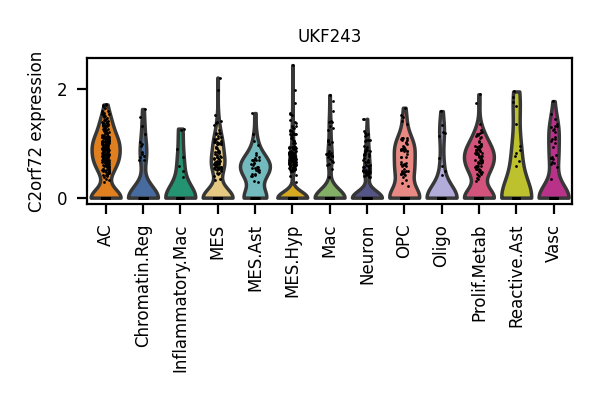 UKF243
C2orf72 expression
2
0
AC
Chromatin.Reg
Inflammatory.Mac
MES
MES.Ast
MES.Hyp
Mac
Neuron
OPC
Oligo
Prolif.Metab
Reactive.Ast
Vasc